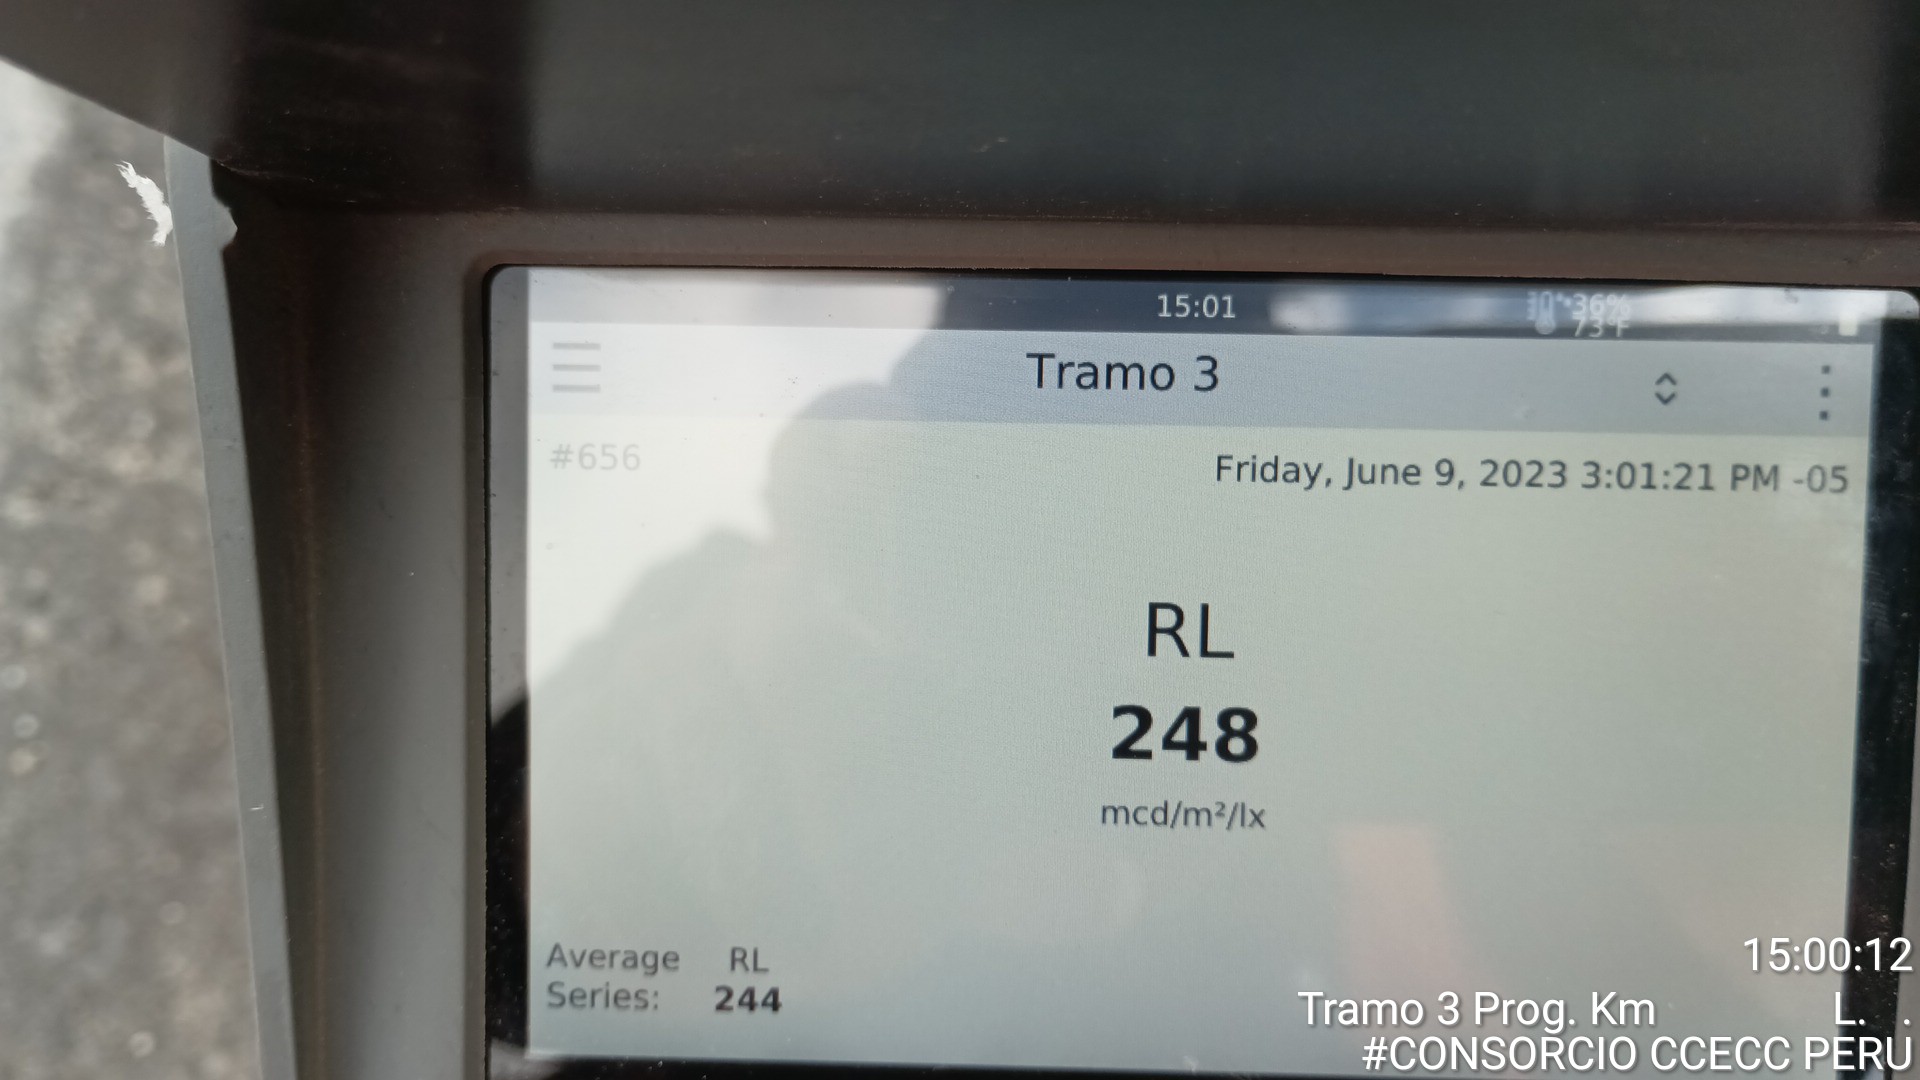 15:01
36%
73°F
Tramo 3
#656
Friday, June 9, 2023 3:01:21 PM -05
RL
248
mcd/m²/lx
Average RL
Series: 244
15:00:12
Tramo 3 Prog. Km L. .
#CONSORCIO CCECC PERU